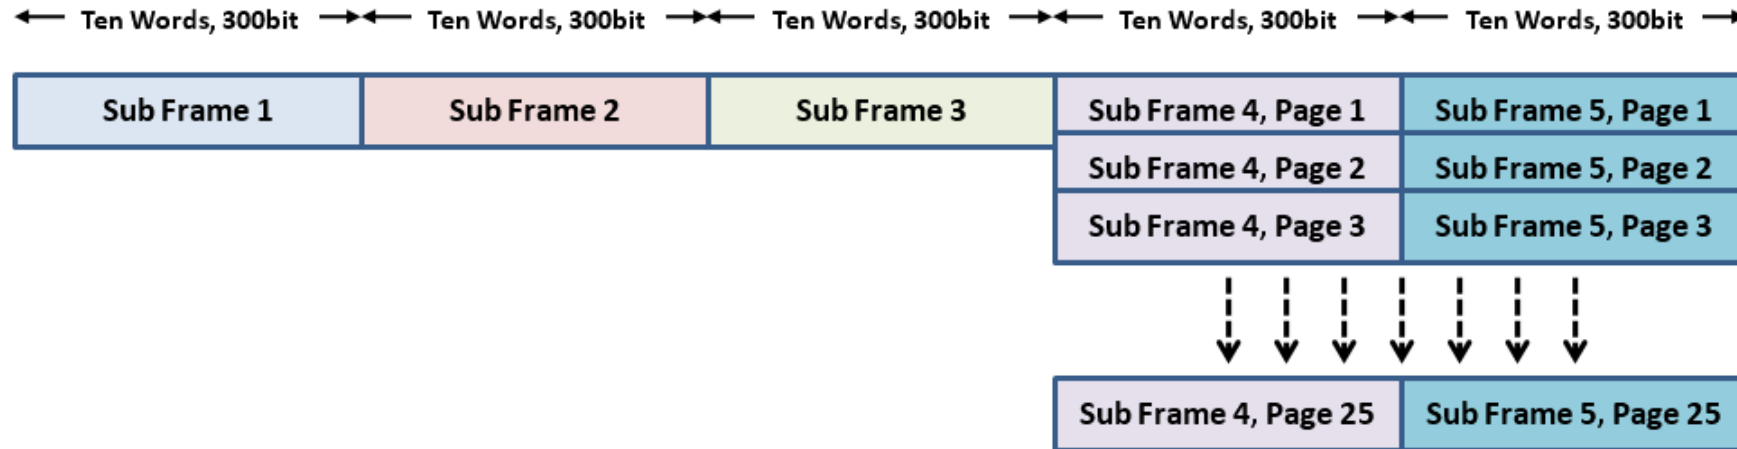 Ten Words, 300bit Ten Words, 300bit Ten Words, 300bit Ten Words, 300bit Ten Words, 300bit
Sub Frame 1 Sub Frame 2 Sub Frame 3 Sub Frame 4, Page 1 Sub Frame 5, Page 1
Sub Frame 4, Page 2 Sub Frame 5, Page 2
Sub Frame 4, Page 3 Sub Frame 5, Page 3
Sub Frame 4, Page 25 Sub Frame 5, Page 25